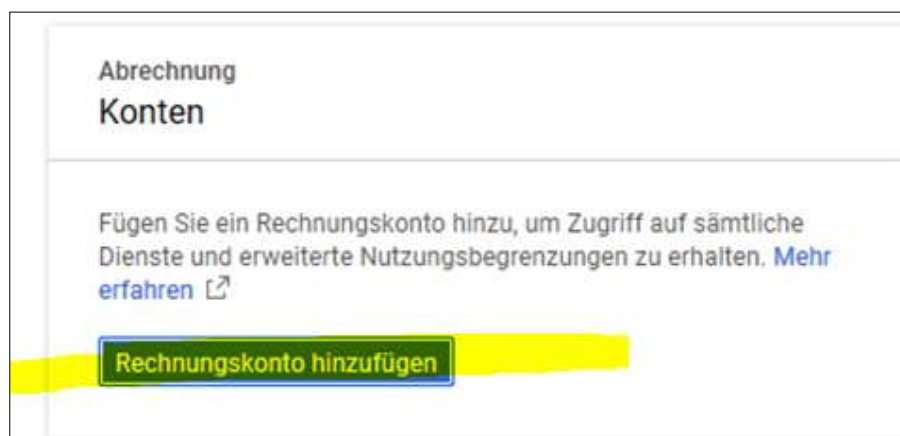 Abrechnung
Konten
Fügen Sie ein Rechnungskonto hinzu, um Zugriff auf sämtliche
Dienste und erweiterte Nutzungsbegrenzungen zu erhalten. Mehr
erfahren
Rechnungskonto hinzufügen